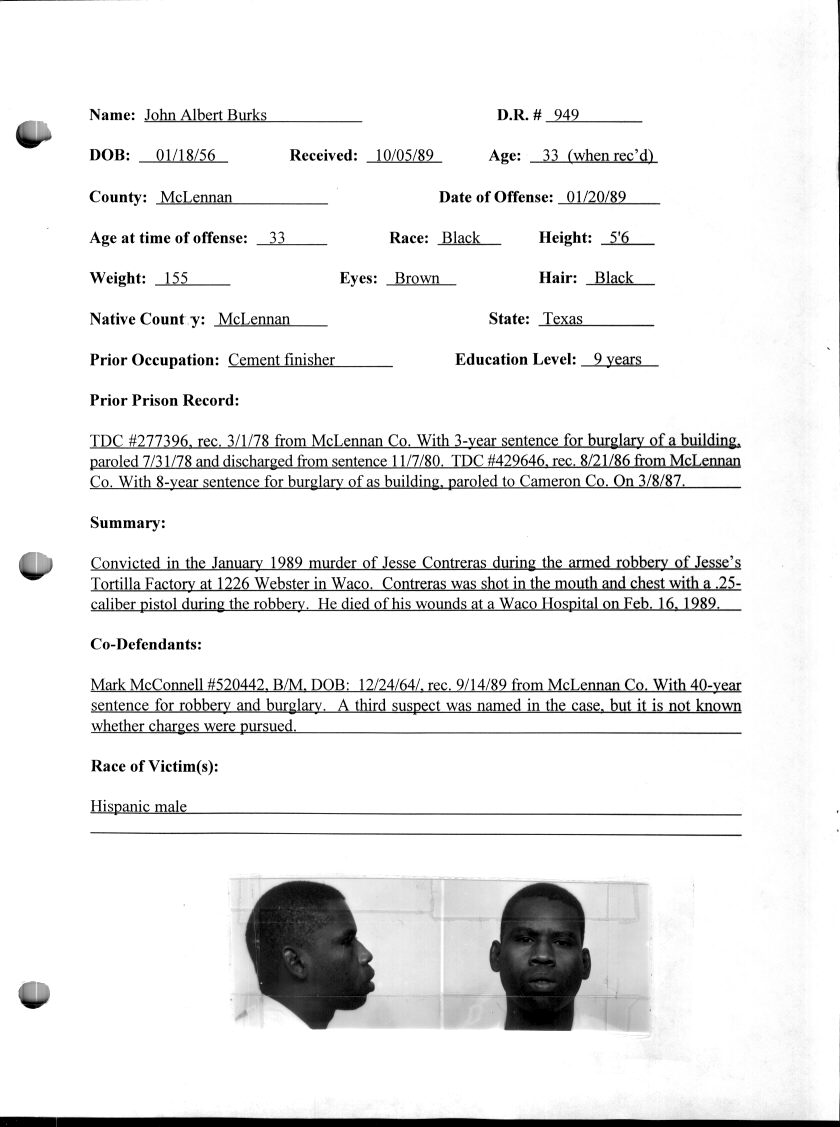 Name: John Albert Burks D.R. # 949
DOB: 01/18/56 Received: 10/05/89 Age: 33 (when rec'd)
County: McLennan Date of Offense: 01/20/89
Age at time of offense: 33 Race: Black Height: 5'6
Weight: 155 Eyes: Brown Hair: Black
Native County: McLennan State: Texas
Prior Occupation: Cement finisher Education Level: 9 years
Prior Prison Record:
TDC #277396, rec. 3/1/78 from McLennan Co. With 3-year sentence for burglary of a building,
paroled 7/31/78 and discharged from sentence 11/7/80. TDC #429646, rec. 8/21/86 from McLennan
Co. With 8-year sentence for burglary of as building, paroled to Cameron Co. On 3/8/87.
Summary:
Convicted in the January 1989 murder of Jesse Contreras during the armed robbery of Jesse's
Tortilla Factory at 1226 Webster in Waco. Contreras was shot in the mouth and chest with a .25-
caliber pistol during the robbery. He died of his wounds at a Waco Hospital on Feb. 16, 1989.
Co-Defendants:
Mark McConnell #520442, B/M, DOB: 12/24/64/, rec. 9/14/89 from McLennan Co. With 40-year
sentence for robbery and burglary. A third suspect was named in the case, but it is not known
whether charges were pursued.
Race of Victim(s):
Hispanic male